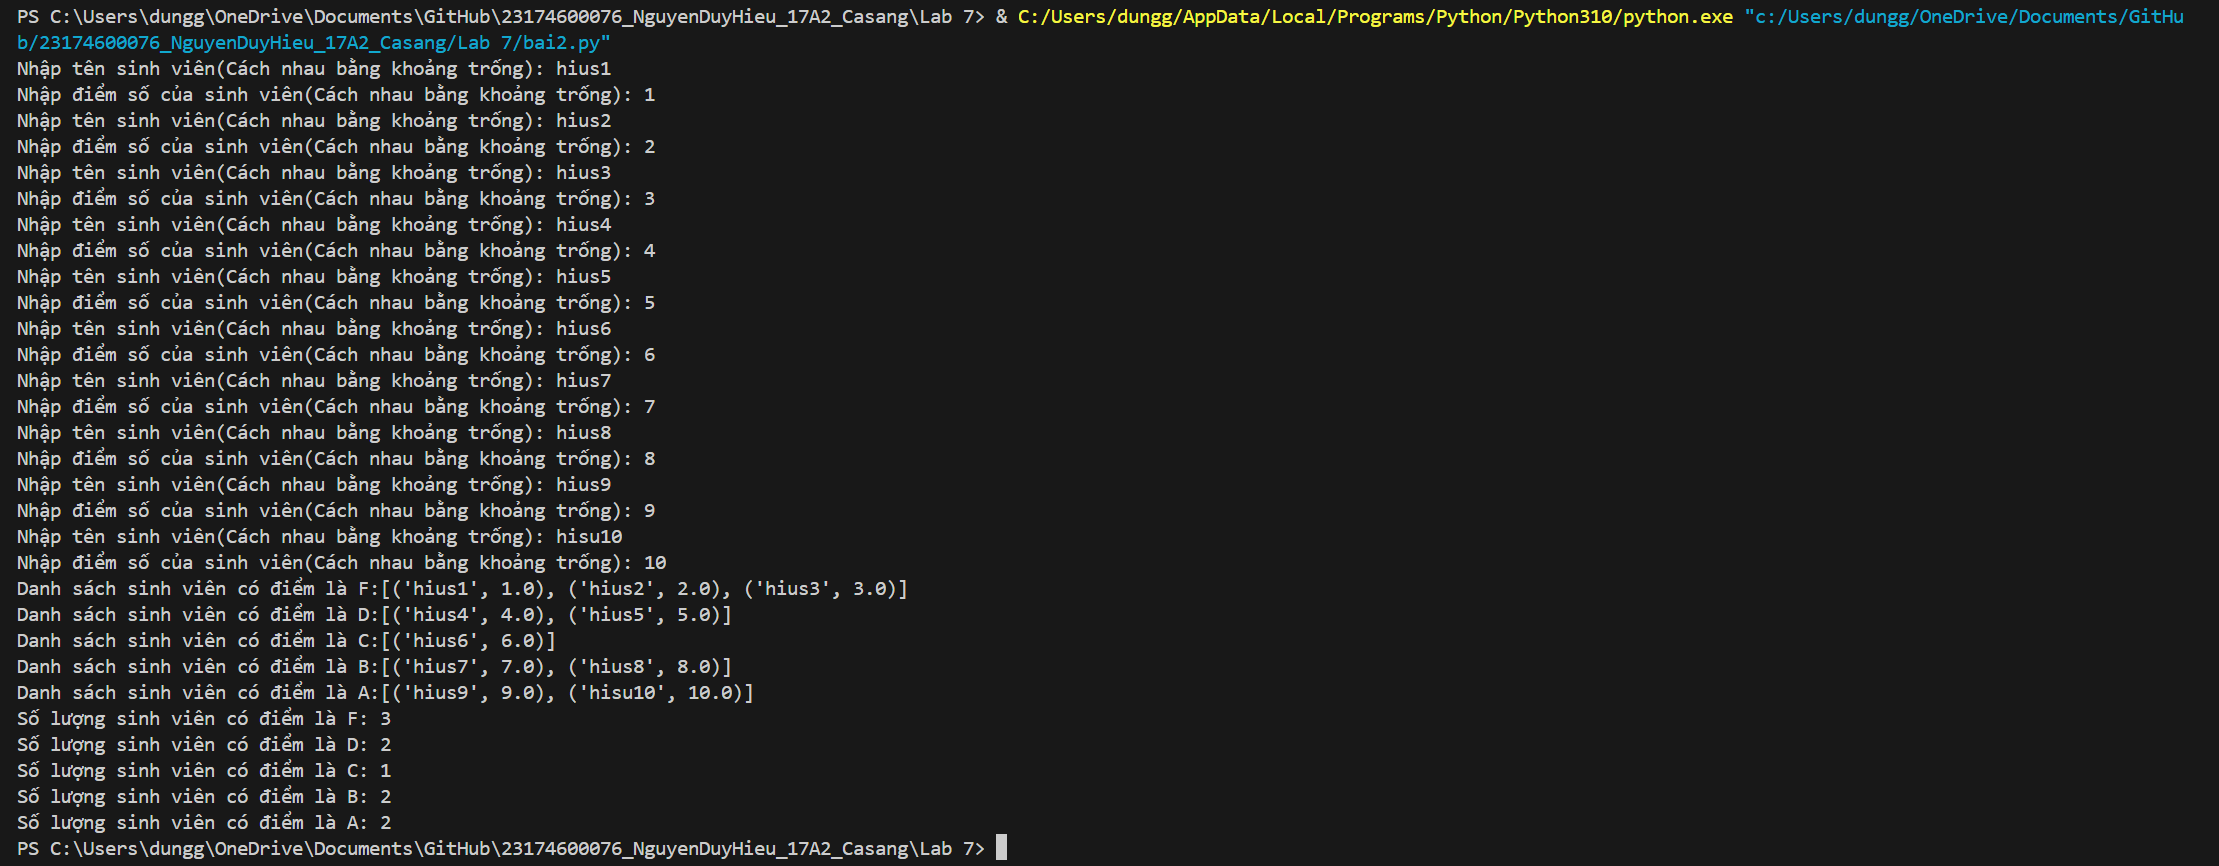 PS C:\Users\dungg\OneDrive\Documents\GitHub\23174600076_NguyenDuyHieu_17A2_Casang\Lab 7> & C:/Users/dungg/AppData/Local/Programs/Python/Python310/python.exe "c:/Users/dungg/OneDrive/Documents/GitHu
b/23174600076_NguyenDuyHieu_17A2_Casang/Lab 7/bai2.py"
Nhập tên sinh viên(Cách nhau bằng khoảng trống): hius1
Nhập điểm số của sinh viên(Cách nhau bằng khoảng trống): 1
Nhập tên sinh viên(Cách nhau bằng khoảng trống): hius2
Nhập điểm số của sinh viên(Cách nhau bằng khoảng trống): 2
Nhập tên sinh viên(Cách nhau bằng khoảng trống): hius3
Nhập điểm số của sinh viên(Cách nhau bằng khoảng trống): 3
Nhập tên sinh viên(Cách nhau bằng khoảng trống): hius4
Nhập điểm số của sinh viên(Cách nhau bằng khoảng trống): 4
Nhập tên sinh viên(Cách nhau bằng khoảng trống): hius5
Nhập điểm số của sinh viên(Cách nhau bằng khoảng trống): 5
Nhập tên sinh viên(Cách nhau bằng khoảng trống): hius6
Nhập điểm số của sinh viên(Cách nhau bằng khoảng trống): 6
Nhập tên sinh viên(Cách nhau bằng khoảng trống): hius7
Nhập điểm số của sinh viên(Cách nhau bằng khoảng trống): 7
Nhập tên sinh viên(Cách nhau bằng khoảng trống): hius8
Nhập điểm số của sinh viên(Cách nhau bằng khoảng trống): 8
Nhập tên sinh viên(Cách nhau bằng khoảng trống): hius9
Nhập điểm số của sinh viên(Cách nhau bằng khoảng trống): 9
Nhập tên sinh viên(Cách nhau bằng khoảng trống): hisu10
Nhập điểm số của sinh viên(Cách nhau bằng khoảng trống): 10
Danh sách sinh viên có điểm là F:[('hius1', 1.0), ('hius2', 2.0), ('hius3', 3.0)]
Danh sách sinh viên có điểm là D:[('hius4', 4.0), ('hius5', 5.0)]
Danh sách sinh viên có điểm là C:[('hius6', 6.0)]
Danh sách sinh viên có điểm là B:[('hius7', 7.0), ('hius8', 8.0)]
Danh sách sinh viên có điểm là A:[('hius9', 9.0), ('hisu10', 10.0)]
Số lượng sinh viên có điểm là F: 3
Số lượng sinh viên có điểm là D: 2
Số lượng sinh viên có điểm là C: 1
Số lượng sinh viên có điểm là B: 2
Số lượng sinh viên có điểm là A: 2
PS C:\Users\dungg\OneDrive\Documents\GitHub\23174600076_NguyenDuyHieu_17A2_Casang\Lab 7>